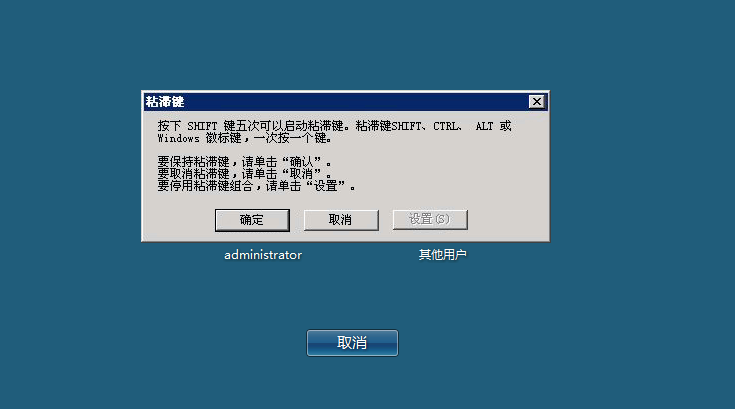 粘滞键
按下 SHIFT 键五次可以启动粘滞键。粘滞键SHIFT、CTRL、 ALT 或
Windows 徽标键，一次按一个键。
要保持粘滞键，请单击“确认”。
要取消粘滞键，请单击“取消”。
要停用粘滞键组合，请单击“设置”。
确定 取消 设置(S)
administrator 其他用户
取消